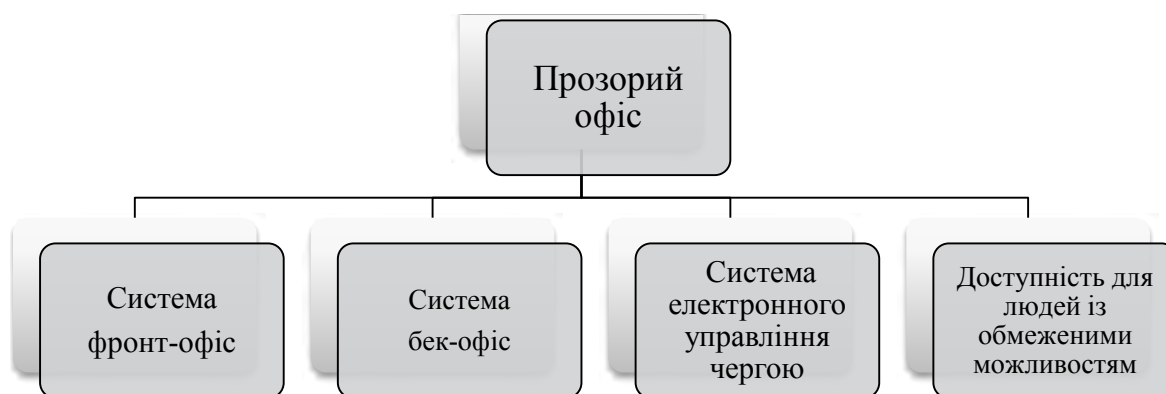 Прозорий
офіс
Система
фронт-офіс
Система
бек-офіс
Система
електронного
управління
чергою
Доступність для
людей із
обмеженими
можливостям